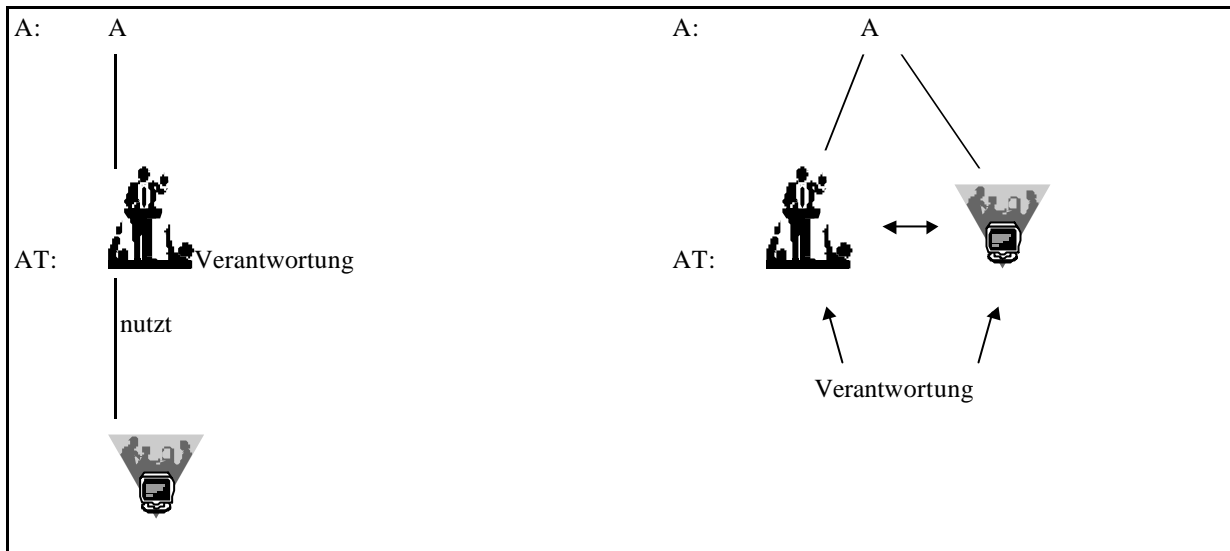 A: A
AT: Verantwortung
nutzt
A: A
AT:
Verantwortung